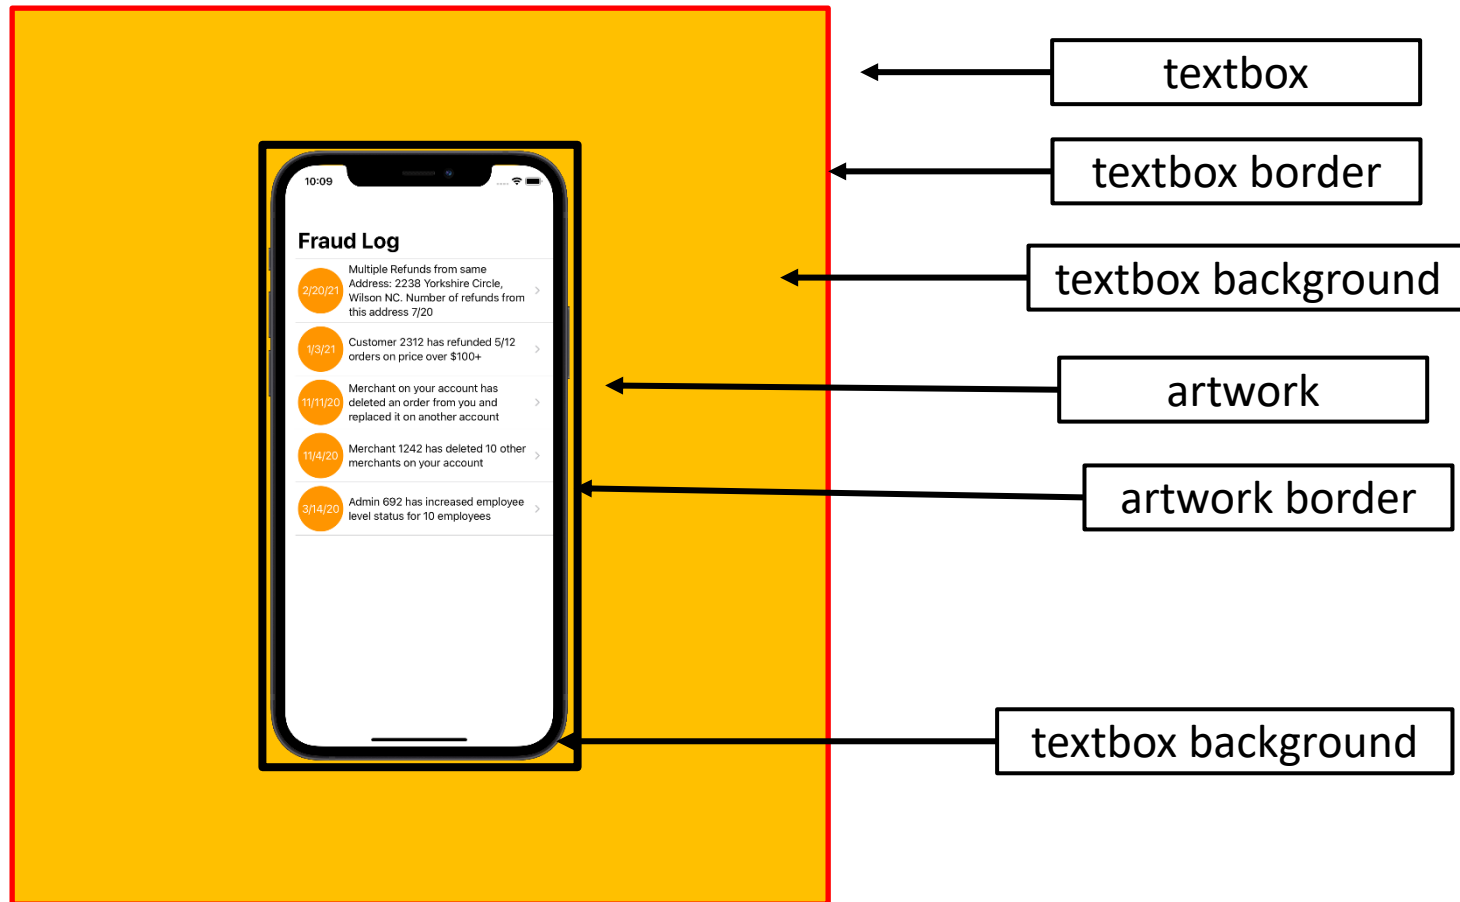 10:09
Fraud Log
2/20/21
Multiple Refunds from same
Address: 2238 Yorkshire Circle,
Wilson NC. Number of refunds from
this address 7/20
1/3/21
Customer 2312 has refunded 5/12
orders on price over $100+
11/11/20
Merchant on your account has
deleted an order from you and
replaced it on another account
11/4/20
Merchant 1242 has deleted 10 other
merchants on your account
3/14/20
Admin 692 has increased employee
level status for 10 employees
textbox
textbox border
textbox background
artwork
artwork border
textbox background